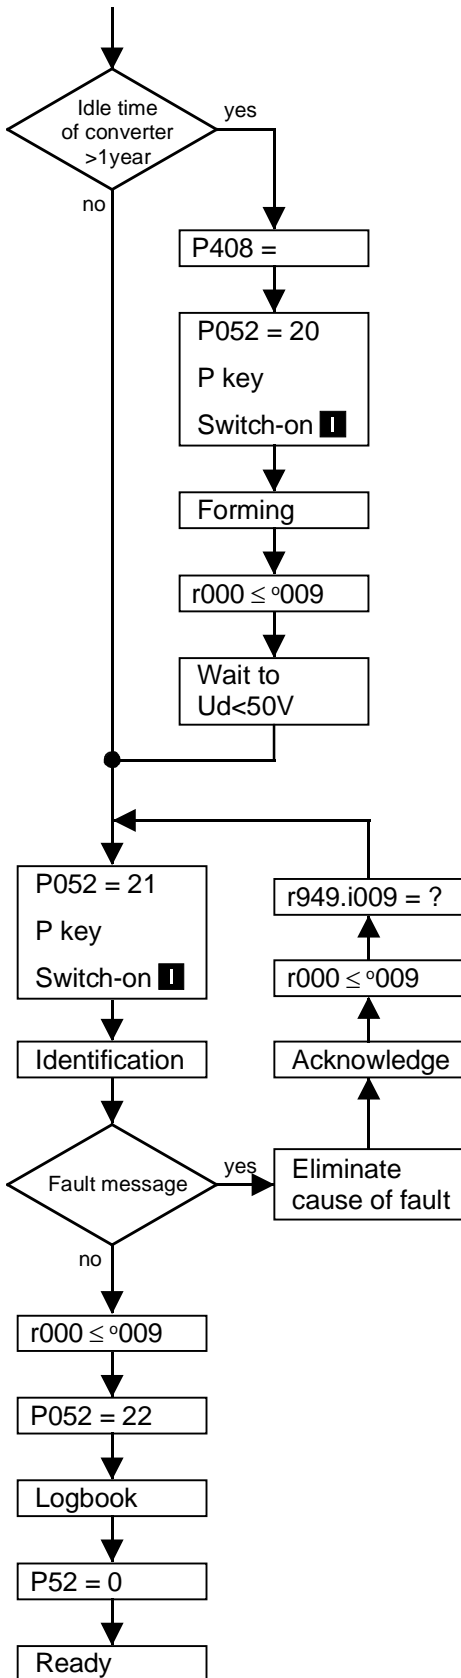 Idle time
of converter
>1year
yes
no
P408 =
P052 = 20
P key
Switch-on I
Forming
r000 ≤ °009
Wait to
Ud<50V
P052 = 21
P key
Switch-on I
Identification
Fault message
yes
Eliminate
cause of fault
Acknowledge
r000 ≤ °009
r949.i009 = ?
no
r000 ≤ °009
P052 = 22
Logbook
P52 = 0
Ready